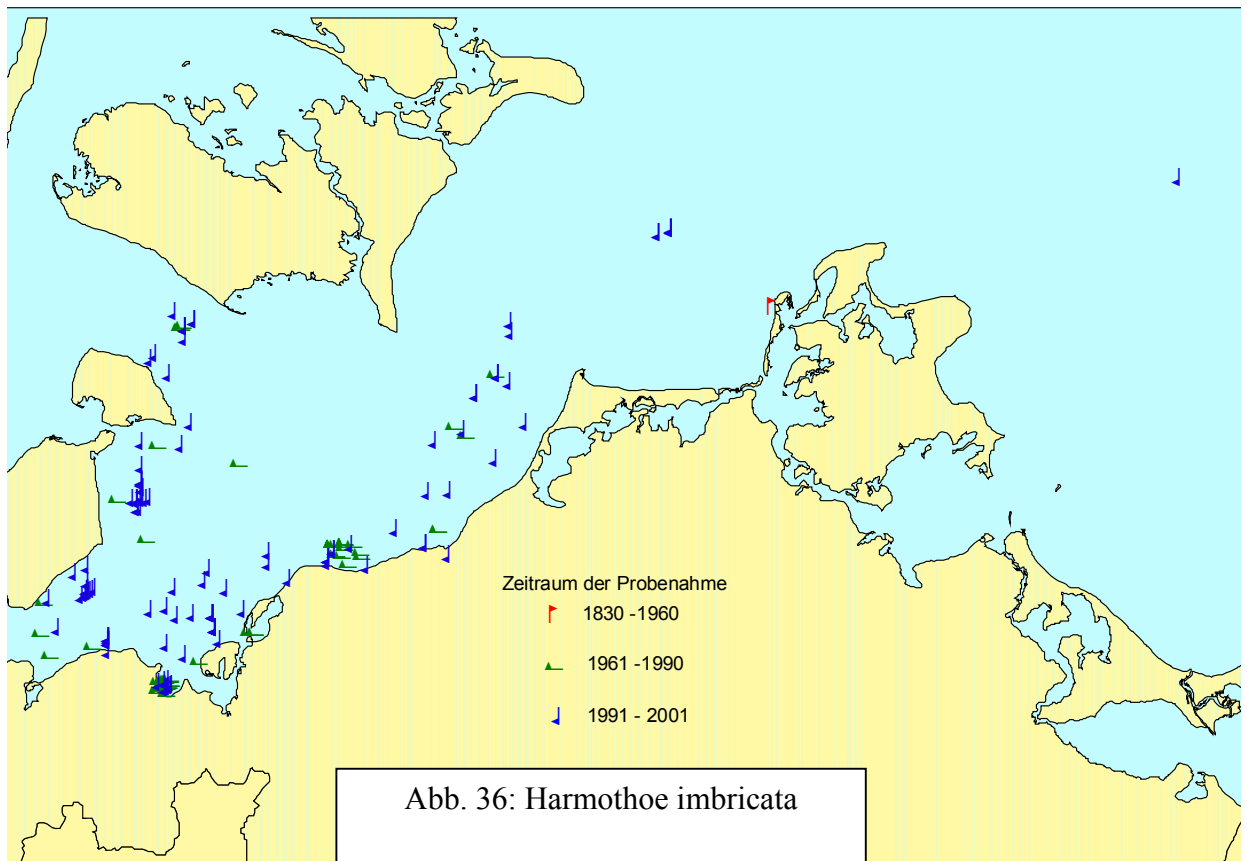 Zeitraum der Probenahme
1830 -1960
1961 -1990
1991 - 2001
Abb. 36: Harmothoe imbricata